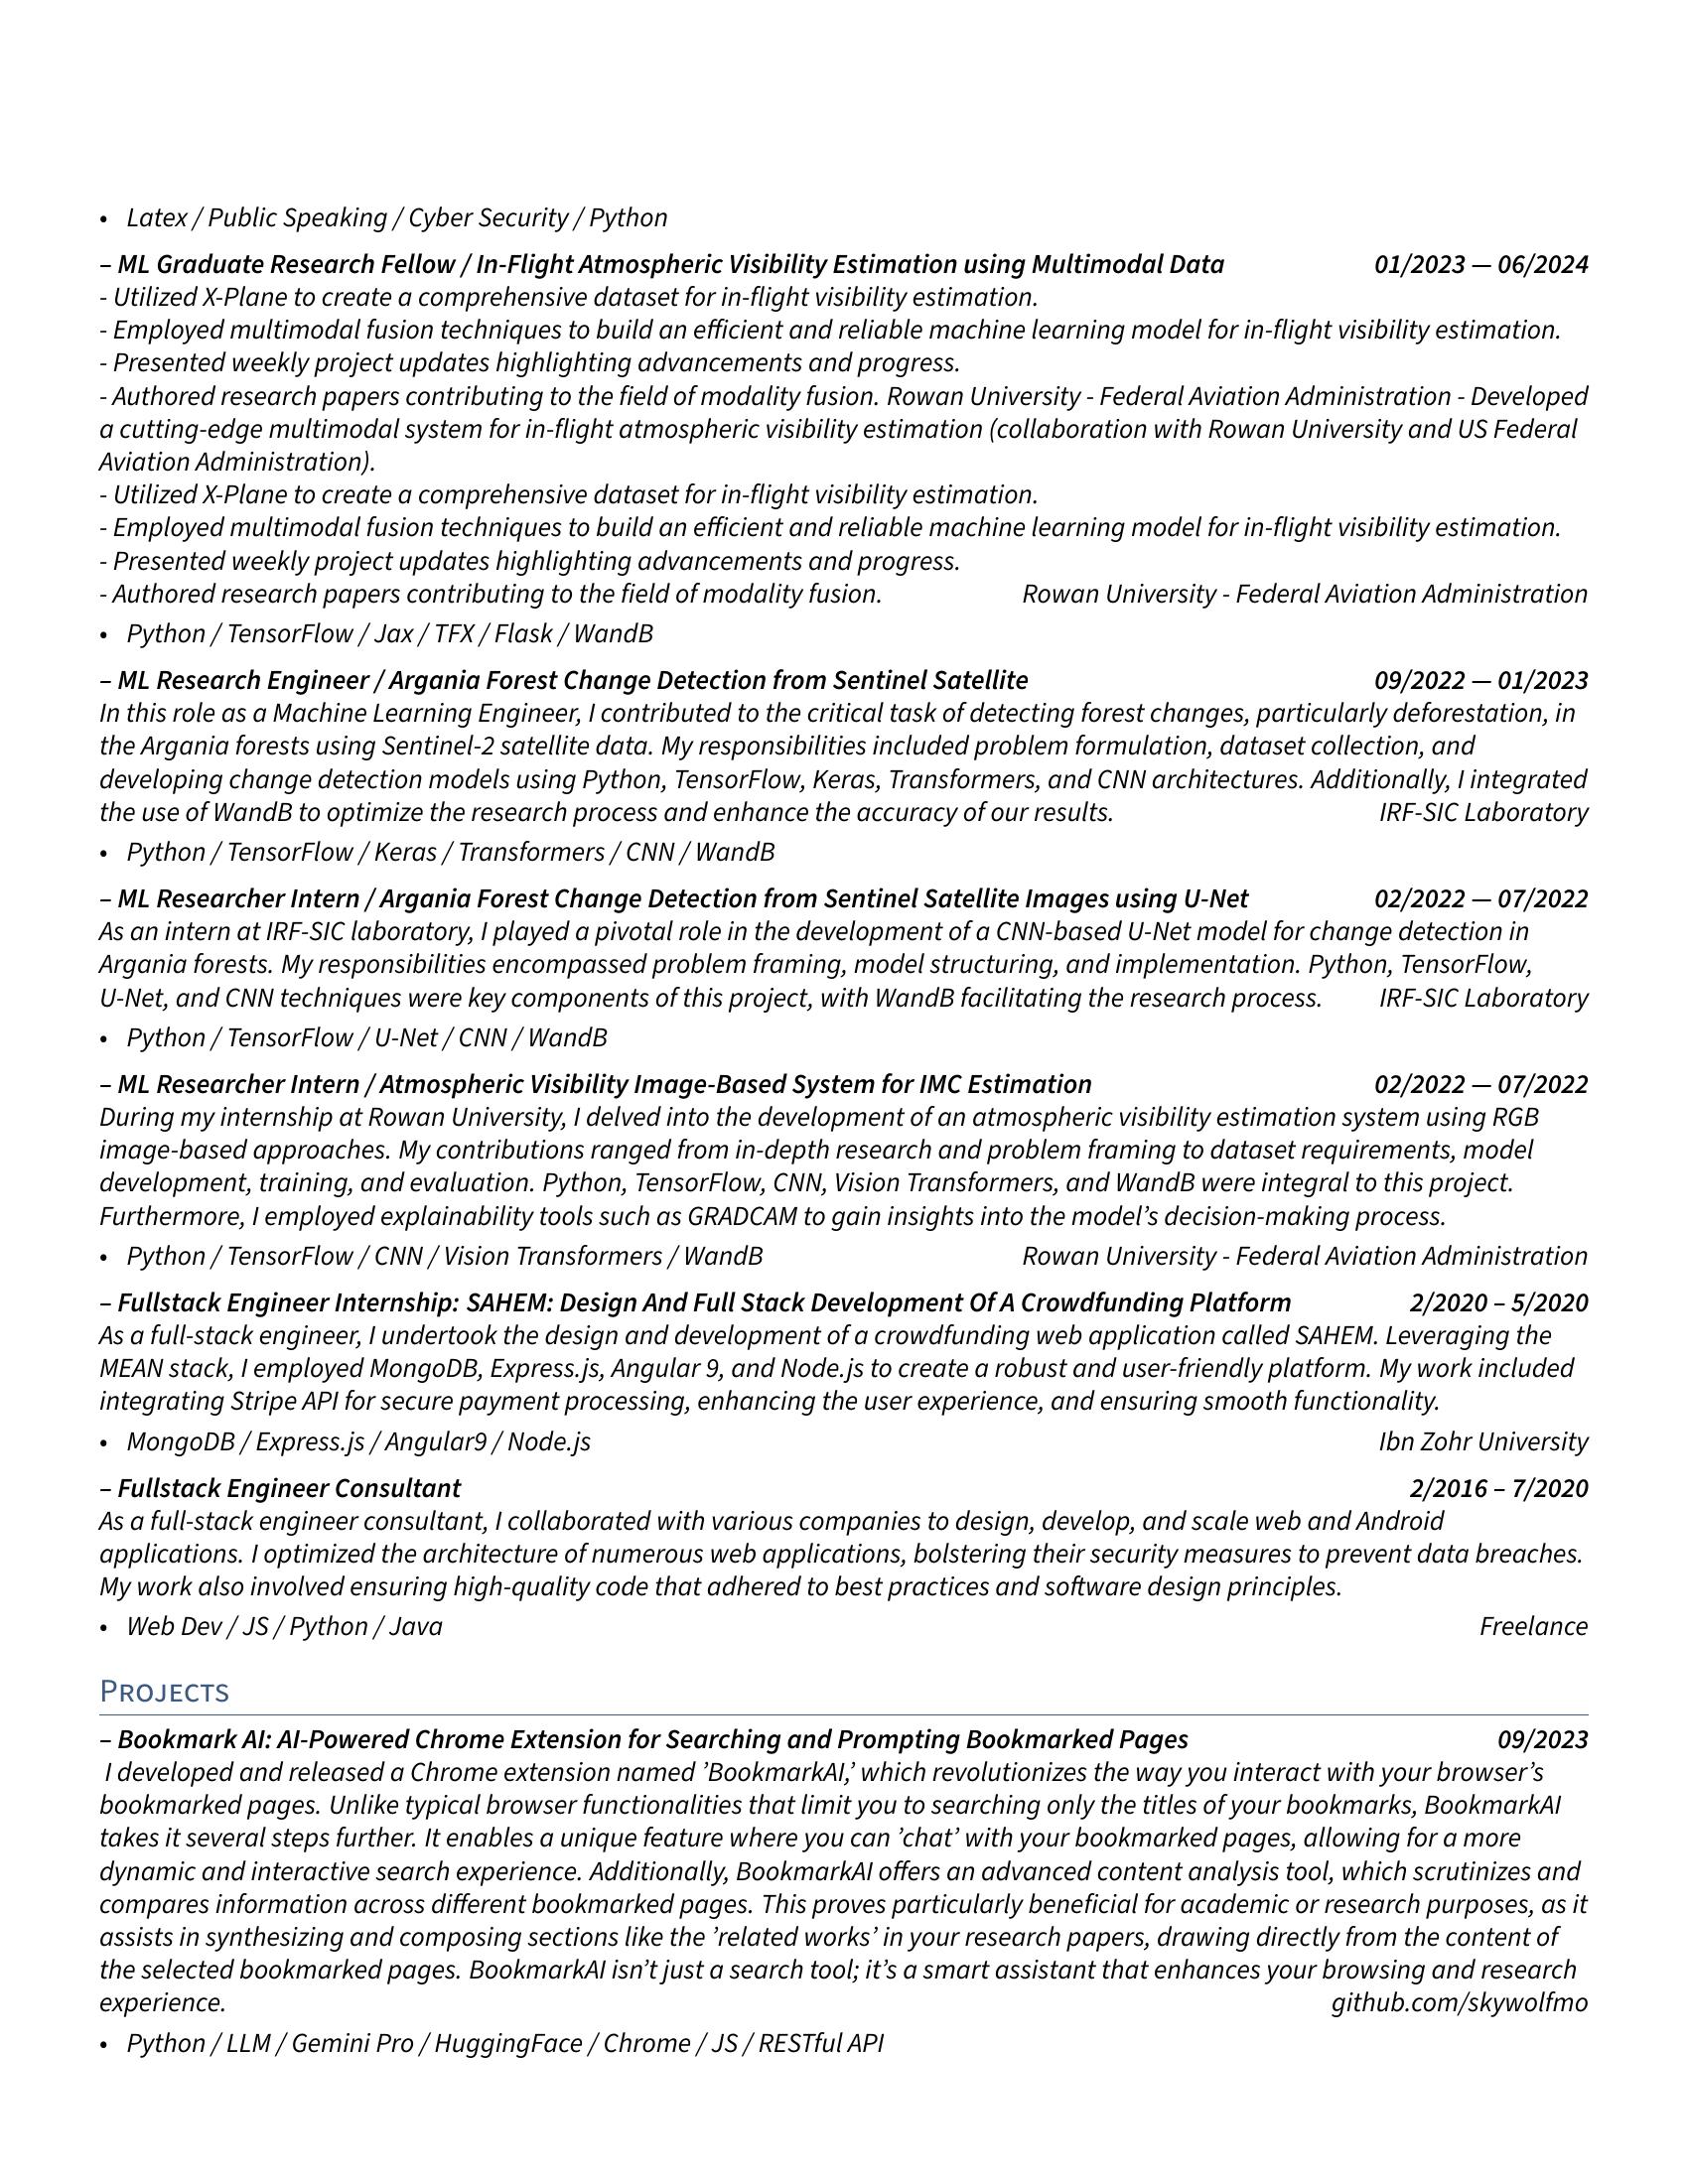 • Latex / Public Speaking / Cyber Security / Python
– ML Graduate Research Fellow / In-Flight Atmospheric Visibility Estimation using Multimodal Data 01/2023 — 06/2024
- Utilized X-Plane to create a comprehensive dataset for in-flight visibility estimation.
- Employed multimodal fusion techniques to build an efficient and reliable machine learning model for in-flight visibility estimation.
- Presented weekly project updates highlighting advancements and progress.
- Authored research papers contributing to the field of modality fusion. Rowan University - Federal Aviation Administration - Developed
a cutting-edge multimodal system for in-flight atmospheric visibility estimation (collaboration with Rowan University and US Federal
Aviation Administration).
- Utilized X-Plane to create a comprehensive dataset for in-flight visibility estimation.
- Employed multimodal fusion techniques to build an efficient and reliable machine learning model for in-flight visibility estimation.
- Presented weekly project updates highlighting advancements and progress.
- Authored research papers contributing to the field of modality fusion. Rowan University - Federal Aviation Administration
• Python / TensorFlow / Jax / TFX / Flask / WandB
– ML Research Engineer / Argania Forest Change Detection from Sentinel Satellite 09/2022 — 01/2023
In this role as a Machine Learning Engineer, I contributed to the critical task of detecting forest changes, particularly deforestation, in
the Argania forests using Sentinel-2 satellite data. My responsibilities included problem formulation, dataset collection, and
developing change detection models using Python, TensorFlow, Keras, Transformers, and CNN architectures. Additionally, I integrated
the use of WandB to optimize the research process and enhance the accuracy of our results. IRF-SIC Laboratory
• Python / TensorFlow / Keras / Transformers / CNN / WandB
– ML Researcher Intern / Argania Forest Change Detection from Sentinel Satellite Images using U-Net 02/2022 — 07/2022
As an intern at IRF-SIC laboratory, I played a pivotal role in the development of a CNN-based U-Net model for change detection in
Argania forests. My responsibilities encompassed problem framing, model structuring, and implementation. Python, TensorFlow,
U-Net, and CNN techniques were key components of this project, with WandB facilitating the research process. IRF-SIC Laboratory
• Python / TensorFlow / U-Net / CNN / WandB
– ML Researcher Intern / Atmospheric Visibility Image-Based System for IMC Estimation 02/2022 — 07/2022
During my internship at Rowan University, I delved into the development of an atmospheric visibility estimation system using RGB
image-based approaches. My contributions ranged from in-depth research and problem framing to dataset requirements, model
development, training, and evaluation. Python, TensorFlow, CNN, Vision Transformers, and WandB were integral to this project.
Furthermore, I employed explainability tools such as GRADCAM to gain insights into the model’s decision-making process.
• Python / TensorFlow / CNN / Vision Transformers / WandB Rowan University - Federal Aviation Administration
– Fullstack Engineer Internship: SAHEM: Design And Full Stack Development Of A Crowdfunding Platform 2/2020 – 5/2020
As a full-stack engineer, I undertook the design and development of a crowdfunding web application called SAHEM. Leveraging the
MEAN stack, I employed MongoDB, Express.js, Angular 9, and Node.js to create a robust and user-friendly platform. My work included
integrating Stripe API for secure payment processing, enhancing the user experience, and ensuring smooth functionality.
• MongoDB / Express.js / Angular9 / Node.js Ibn Zohr University
– Fullstack Engineer Consultant 2/2016 – 7/2020
As a full-stack engineer consultant, I collaborated with various companies to design, develop, and scale web and Android
applications. I optimized the architecture of numerous web applications, bolstering their security measures to prevent data breaches.
My work also involved ensuring high-quality code that adhered to best practices and software design principles.
• Web Dev / JS / Python / Java Freelance
Projects
– Bookmark AI: AI-Powered Chrome Extension for Searching and Prompting Bookmarked Pages 09/2023
I developed and released a Chrome extension named ’BookmarkAI,’ which revolutionizes the way you interact with your browser’s
bookmarked pages. Unlike typical browser functionalities that limit you to searching only the titles of your bookmarks, BookmarkAI
takes it several steps further. It enables a unique feature where you can ’chat’ with your bookmarked pages, allowing for a more
dynamic and interactive search experience. Additionally, BookmarkAI offers an advanced content analysis tool, which scrutinizes and
compares information across different bookmarked pages. This proves particularly beneficial for academic or research purposes, as it
assists in synthesizing and composing sections like the ’related works’ in your research papers, drawing directly from the content of
the selected bookmarked pages. BookmarkAI isn’t just a search tool; it’s a smart assistant that enhances your browsing and research
experience. github.com/skywolfmo
• Python / LLM / Gemini Pro / HuggingFace / Chrome / JS / RESTful API